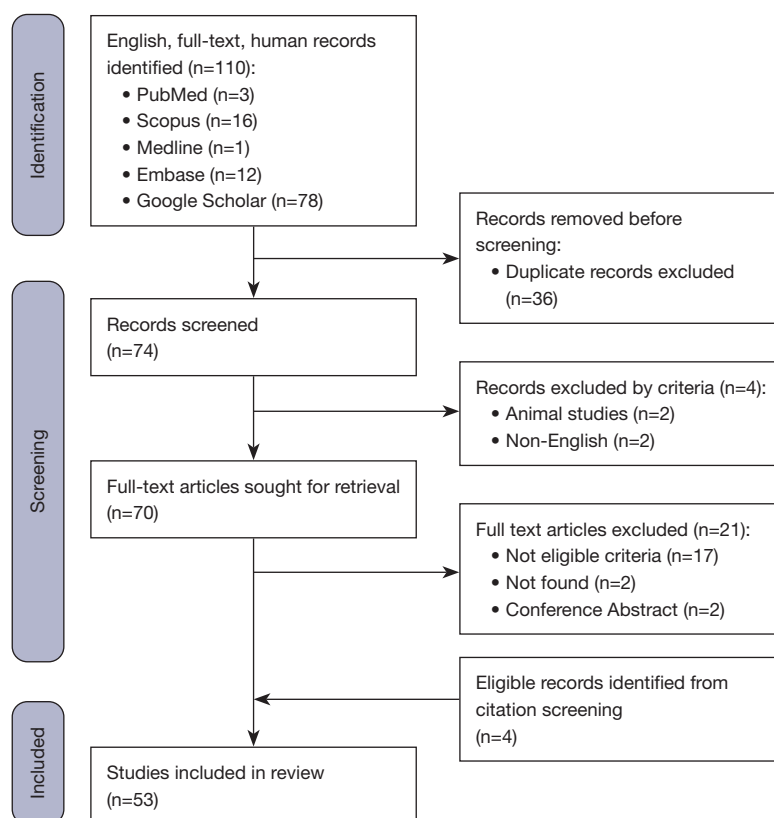 Identification
English, full-text, human records
identified (n=110):
• PubMed (n=3)
• Scopus (n=16)
• Medline (n=1)
• Embase (n=12)
• Google Scholar (n=78)
Records removed before
screening:
• Duplicate records excluded
(n=36)
Screening
Records screened
(n=74)
Records excluded by criteria (n=4):
• Animal studies (n=2)
• Non-English (n=2)
Full-text articles sought for retrieval
(n=70)
Full text articles excluded (n=21):
• Not eligible criteria (n=17)
• Not found (n=2)
• Conference Abstract (n=2)
Eligible records identified from
citation screening
(n=4)
Included
Studies included in review
(n=53)